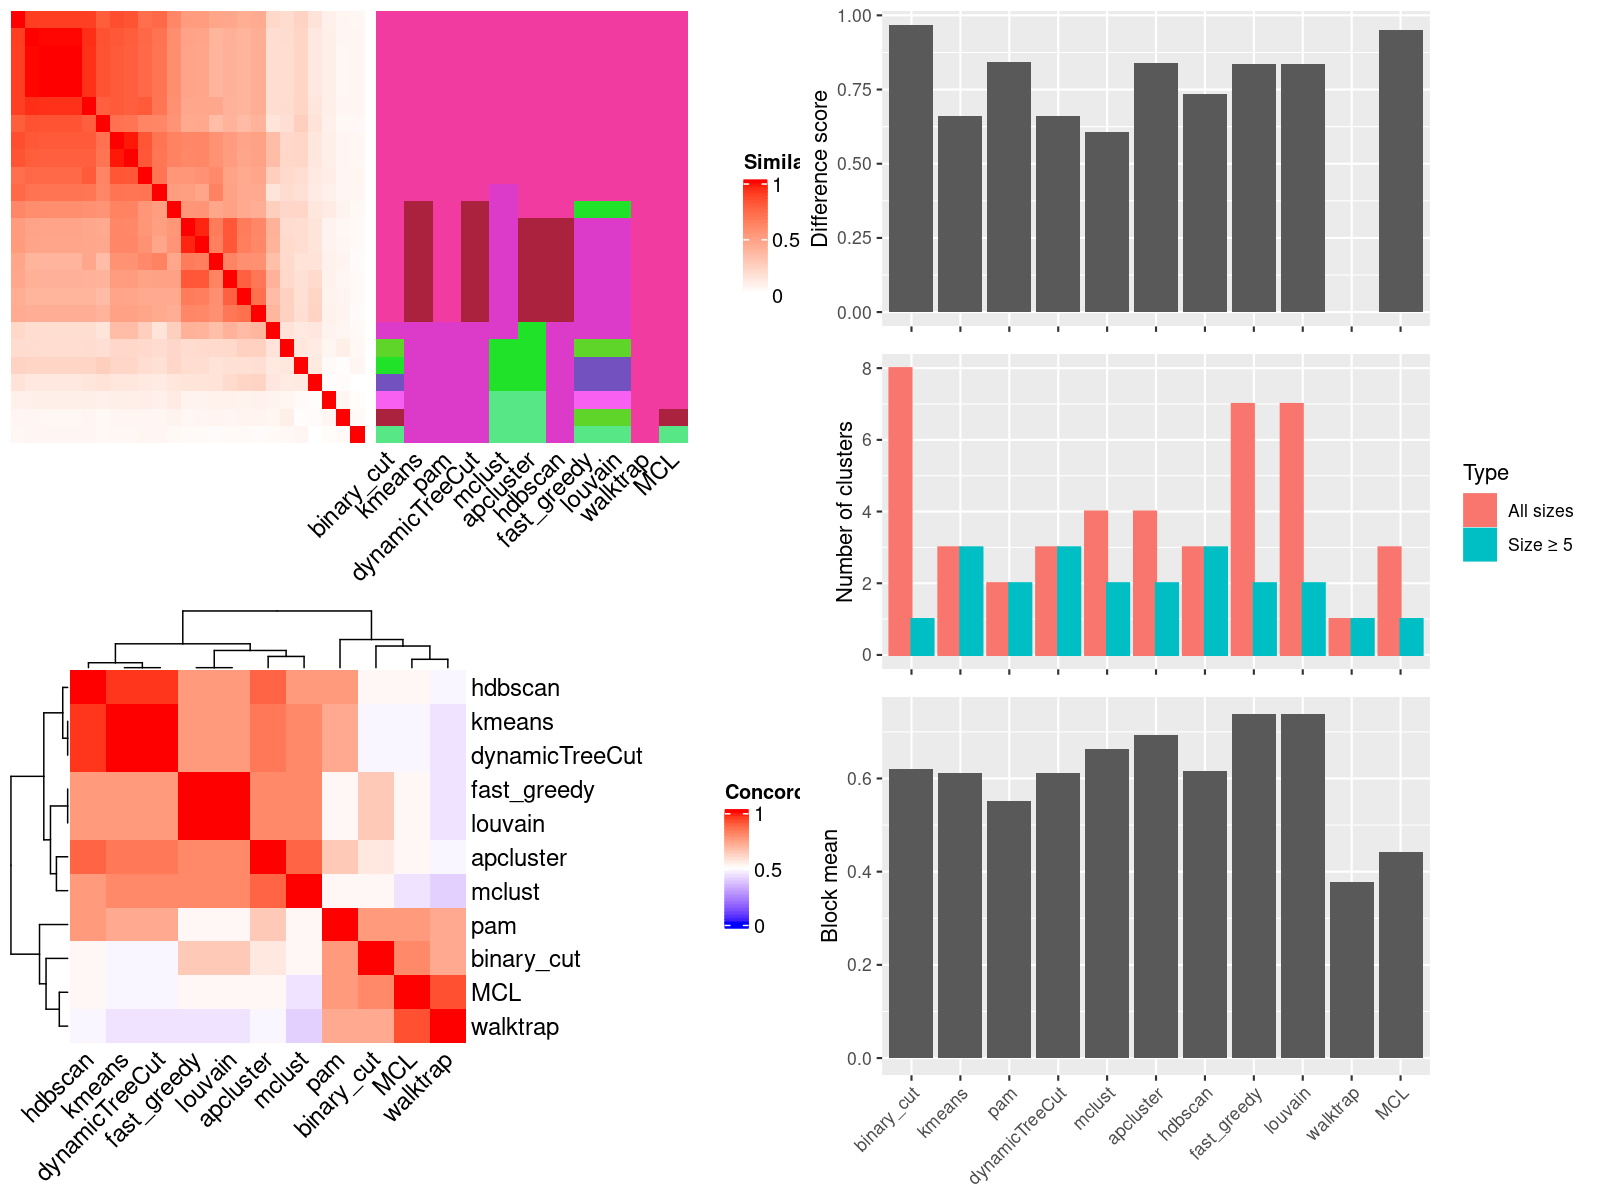 Simila
1
0.5
0
binary_cut
kmeans
pam
dynamicTreeCut
mclust
apcluster
hdbscan
fast_greedy
louvain
walktrap
MCL
Difference score
1.00
0.75
0.50
0.25
0.00
Number of clusters
8
6
4
2
0
Type
All sizes
Size ≥ 5
hdbscan
kmeans
dynamicTreeCut
fast_greedy
louvain
apcluster
mclust
pam
binary_cut
MCL
walktrap
hdbscan
kmeans
dynamicTreeCut
fast_greedy
louvain
apcluster
mclust
pam
binary_cut
MCL
walktrap
Concord
1
0.5
0
Block mean
0.6
0.4
0.2
0.0
binary_cut
kmeans
pam
dynamicTreeCut
mclust
apcluster
hdbscan
fast_greedy
louvain
walktrap
MCL